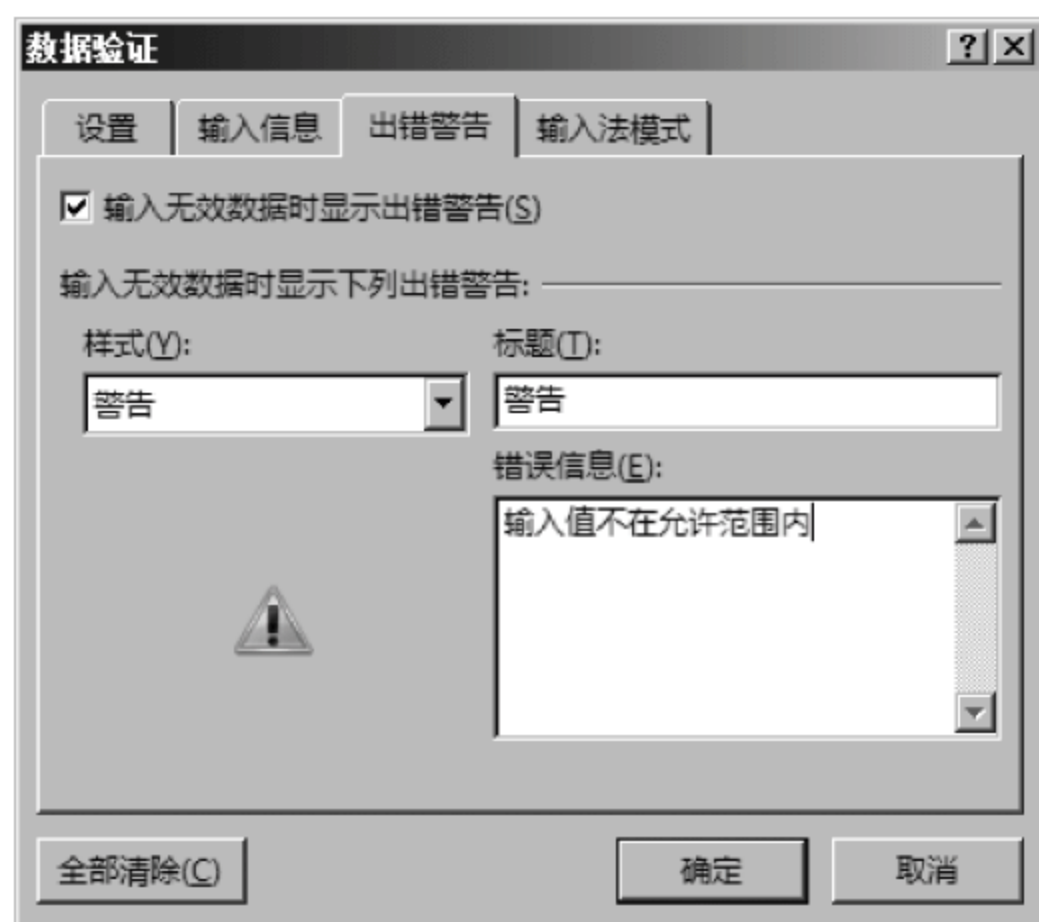 数据验证
设置 输入信息 出错警告 输入法模式
输入无效数据时显示出错警告(S)
输入无效数据时显示下列出错警告:
样式(Y): 标题(T):
警告 警告
错误信息(E):
输入值不在允许范围内
全部清除(C) 确定 取消